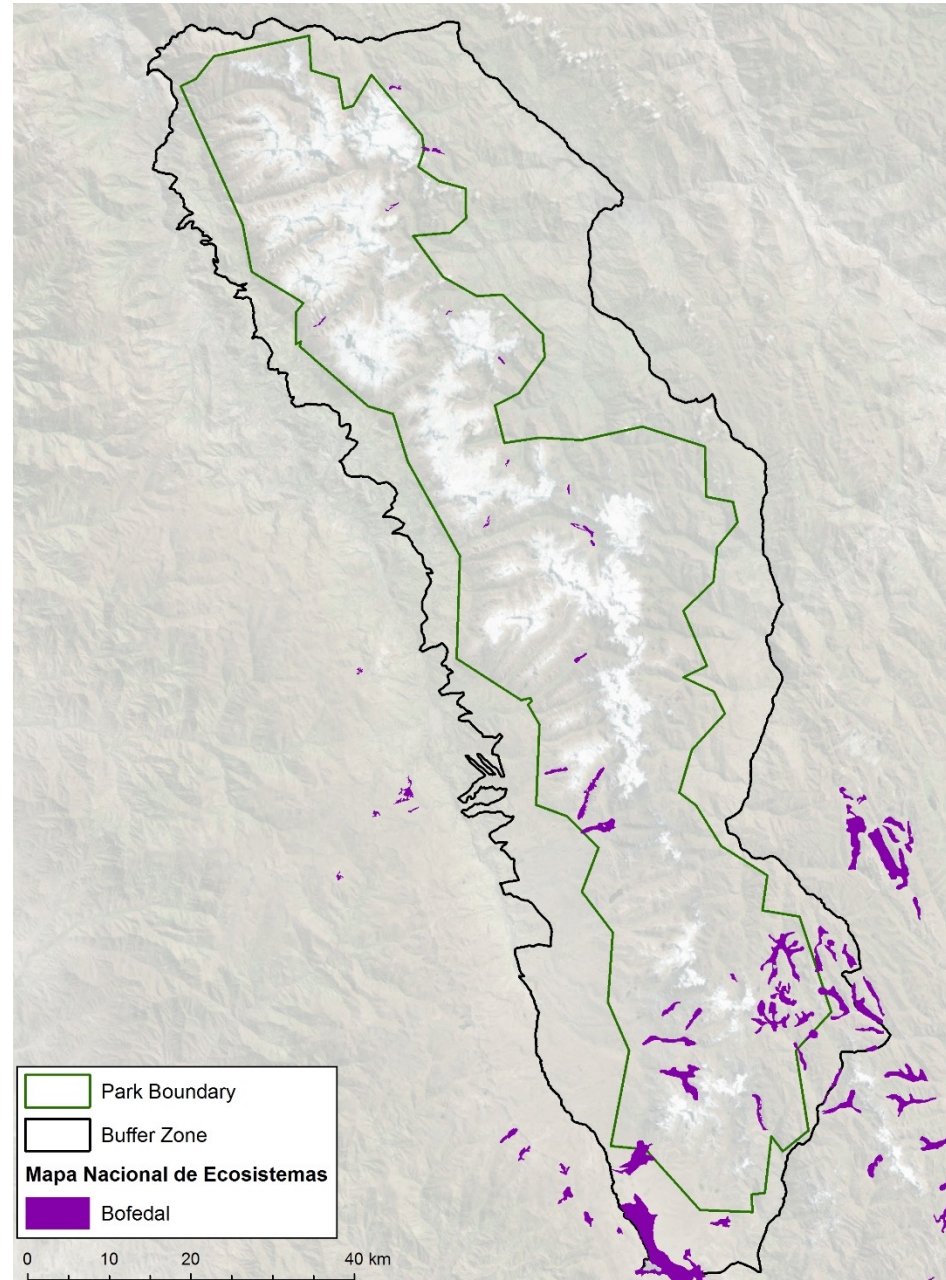 Park Boundary
Buffer Zone
Mapa Nacional de Ecosistemas
Bofedal
0 10 20 40 km